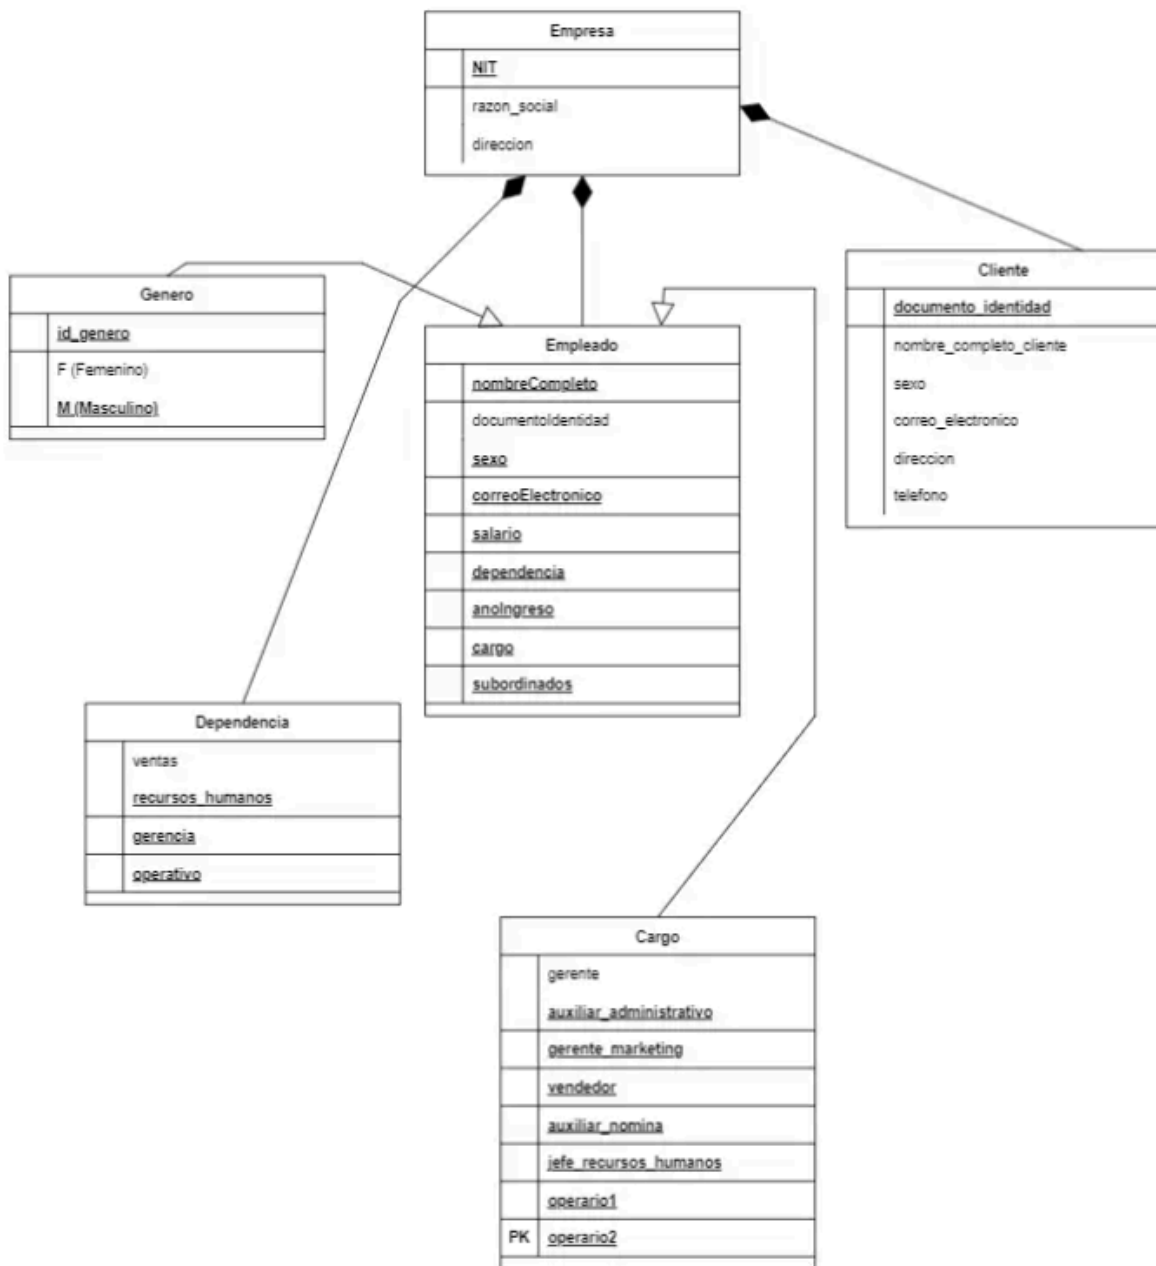 Empresa
NIT
razon_social
direccion
Genero
id_genero
F (Femenino)
M (Masculino)
Empleado
nombreCompleto
documentoIdentidad
sexo
correoElectronico
salario
dependencia
anoIngreso
cargo
subordinados
Cliente
documento_identidad
nombre_completo_cliente
sexo
correo_electronico
direccion
telefono
Dependencia
ventas
recursos_humanos
gerencia
operativo
Cargo
gerente
auxiliar_administrativo
gerente_marketing
vendedor
auxiliar_nomina
jefe_recursos_humanos
operario1
PK operario2